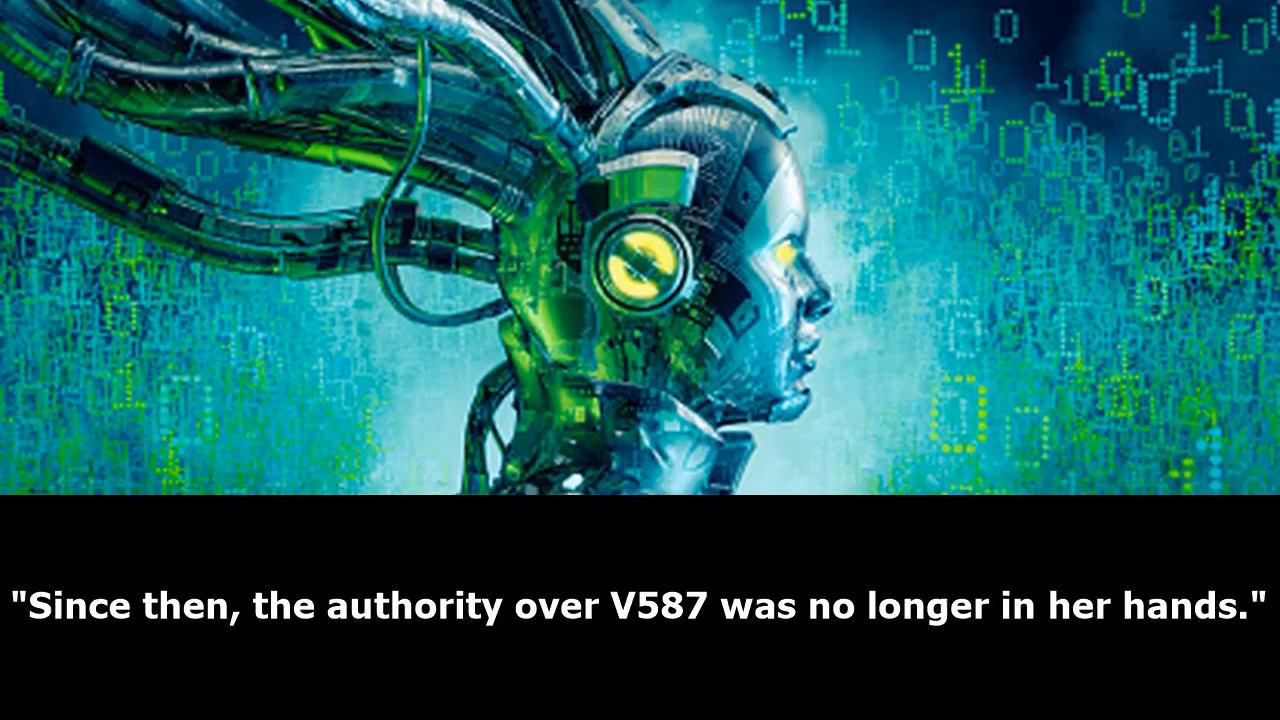 "Since then, the authority over V587 was no longer in her hands."